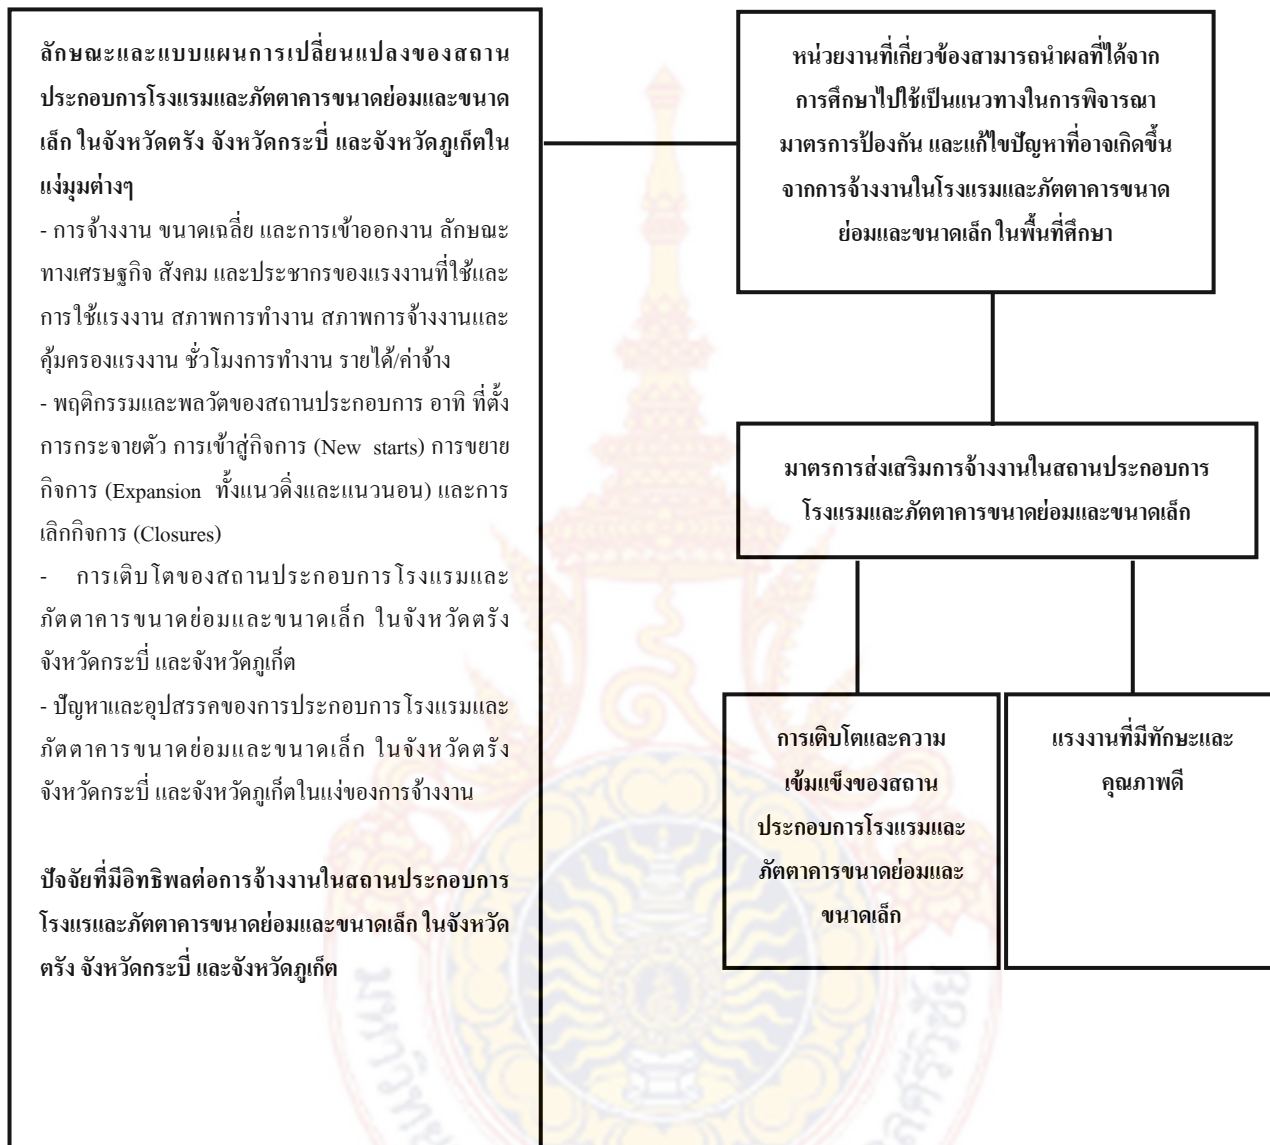 ลักษณะและแบบแผนการเปลี่ยนแปลงของสถาน
ประกอบการโรงแรมและภัตตาคารขนาดย่อมและขนาด
เล็ก ในจังหวัดตรัง จังหวัดกระบี่ และจังหวัดภูเก็ตใน
แง่มุมต่างๆ
- การจ้างงาน ขนาดเฉลี่ย และการเข้าออกงาน ลักษณะ
ทางเศรษฐกิจ สังคม และประชากรของแรงงานที่ใช้และ
การใช้แรงงาน สภาพการทำงาน สภาพการจ้างงานและ
คุ้มครองแรงงาน ชั่วโมงการทำงาน รายได้/ค่าจ้าง
- พฤติกรรมและพลวัตของสถานประกอบการ อาทิ ที่ตั้ง
การกระจายตัว การเข้าสู่กิจการ (New starts) การขยาย
กิจการ (Expansion ทั้งแนวดิ่งและแนวนอน) และการ
เลิกกิจการ (Closures)
- การเติบโตของสถานประกอบการโรงแรมและ
ภัตตาคารขนาดย่อมและขนาดเล็ก ในจังหวัดตรัง
จังหวัดกระบี่ และจังหวัดภูเก็ต
- ปัญหาและอุปสรรคของการประกอบการโรงแรมและ
ภัตตาคารขนาดย่อมและขนาดเล็ก ในจังหวัดตรัง
จังหวัดกระบี่ และจังหวัดภูเก็ตในแง่ของการจ้างงาน
ปัจจัยที่มีอิทธิพลต่อการจ้างงานในสถานประกอบการ
โรงแรและภัตตาคารขนาดย่อมและขนาดเล็ก ในจังหวัด
ตรัง จังหวัดกระบี่ และจังหวัดภูเก็ต
หน่วยงานที่เกี่ยวข้องสามารถนำผลที่ได้จาก
การศึกษาไปใช้เป็นแนวทางในการพิจารณา
มาตรการป้องกัน และแก้ไขปัญหาที่อาจเกิดขึ้น
จากการจ้างงานในโรงแรมและภัตตาคารขนาด
ย่อมและขนาดเล็ก ในพื้นที่ศึกษา
มาตรการส่งเสริมการจ้างงานในสถานประกอบการ
โรงแรมและภัตตาคารขนาดย่อมและขนาดเล็ก
การเติบโตและความ
เข้มแข็งของสถาน
ประกอบการโรงแรมและ
ภัตตาคารขนาดย่อมและ
ขนาดเล็ก
แรงงานที่มีทักษะและ
คุณภาพดี